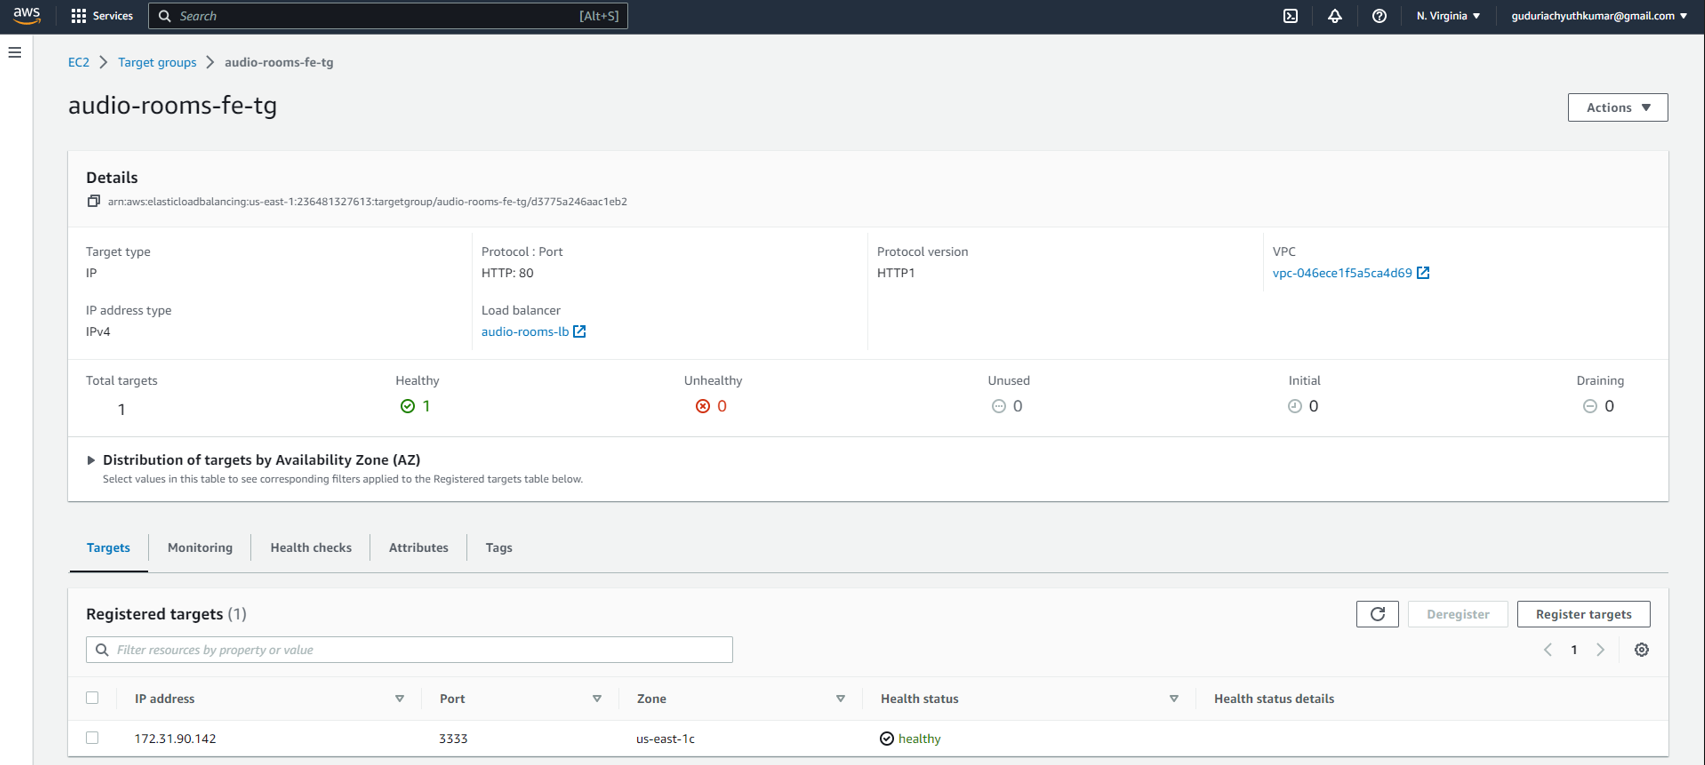 aws Services Search [Alt+S] N. Virginia guduriachyuthkumar@gmail.com
EC2 Target groups audio-rooms-fe-tg
audio-rooms-fe-tg
Actions
Details
arn:aws:elasticloadbalancing:us-east-1:236481327613:targetgroup/audio-rooms-fe-tg/d3775a246aac1eb2
Target type Protocol : Port Protocol version VPC
IP HTTP: 80 HTTP1 vpc-046ece1f5a5ca4d69
IP address type Load balancer
IPv4 audio-rooms-lb
Total targets Healthy Unhealthy Unused Initial Draining
1 1 0 0 0 0
Distribution of targets by Availability Zone (AZ)
Select values in this table to see corresponding filters applied to the Registered targets table below.
Targets Monitoring Health checks Attributes Tags
Registered targets (1) Deregister Register targets
Filter resources by property or value 1
IP address Port Zone Health status Health status details
172.31.90.142 3333 us-east-1c healthy